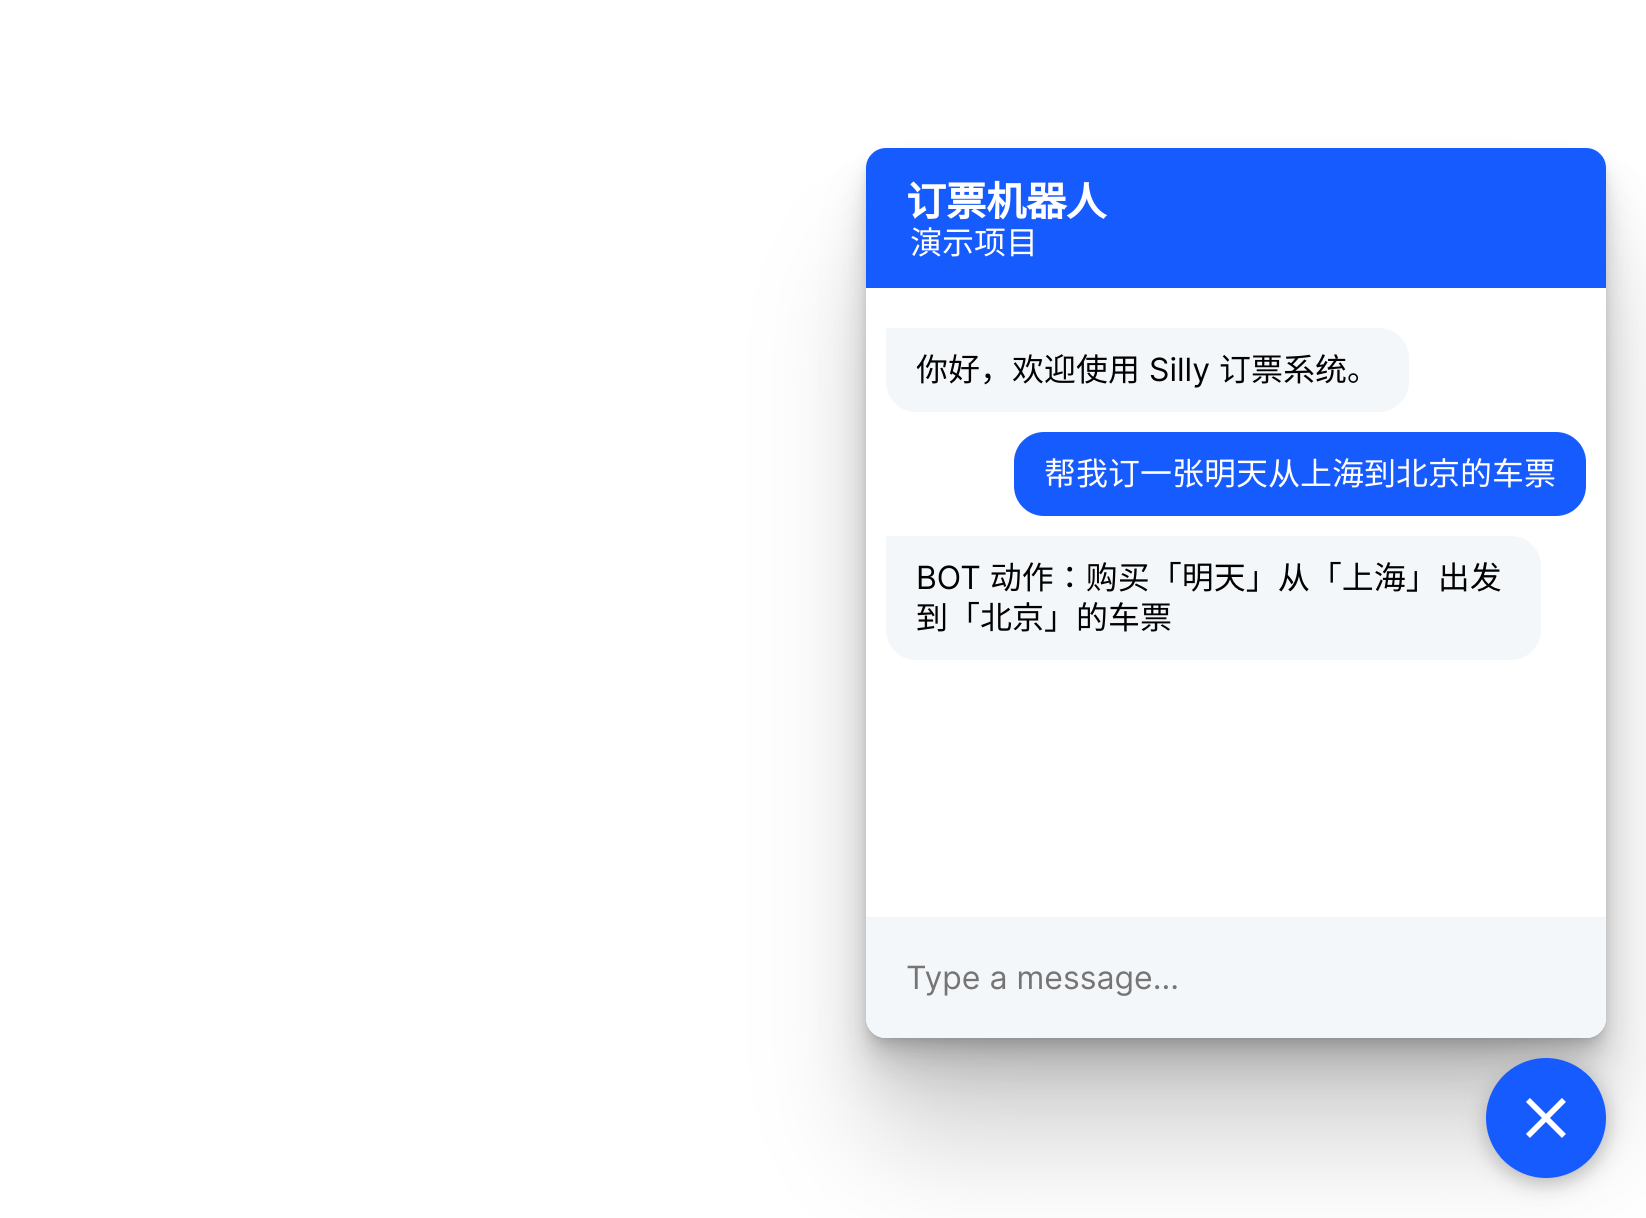 订票机器人
演示项目
你好，欢迎使用 Silly 订票系统。
帮我订一张明天从上海到北京的车票
BOT 动作：购买「明天」从「上海」出发
到「北京」的车票
Type a message...